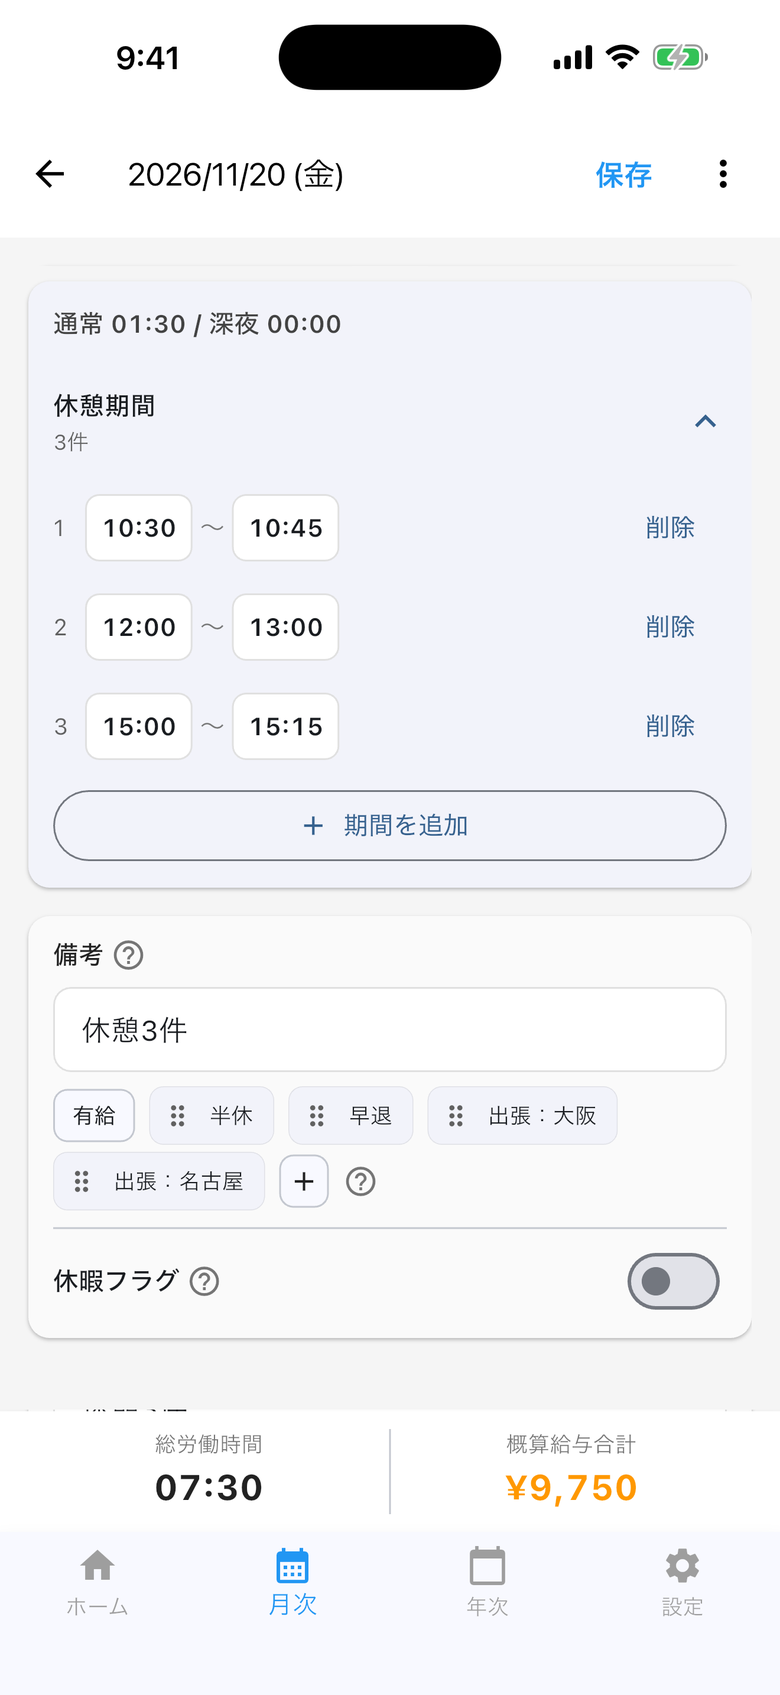 9:41
2026/11/20 (金)
保存
通常 01:30 / 深夜 00:00
休憩期間
3件
1 10:30 〜 10:45 削除
2 12:00 〜 13:00 削除
3 15:00 〜 15:15 削除
+ 期間を追加
備考 ?
休憩3件
有給 半休 早退 出張：大阪
出張：名古屋 + ?
休暇フラグ ?
総労働時間 概算給与合計
07:30 ¥9,750
ホーム 月次 年次 設定